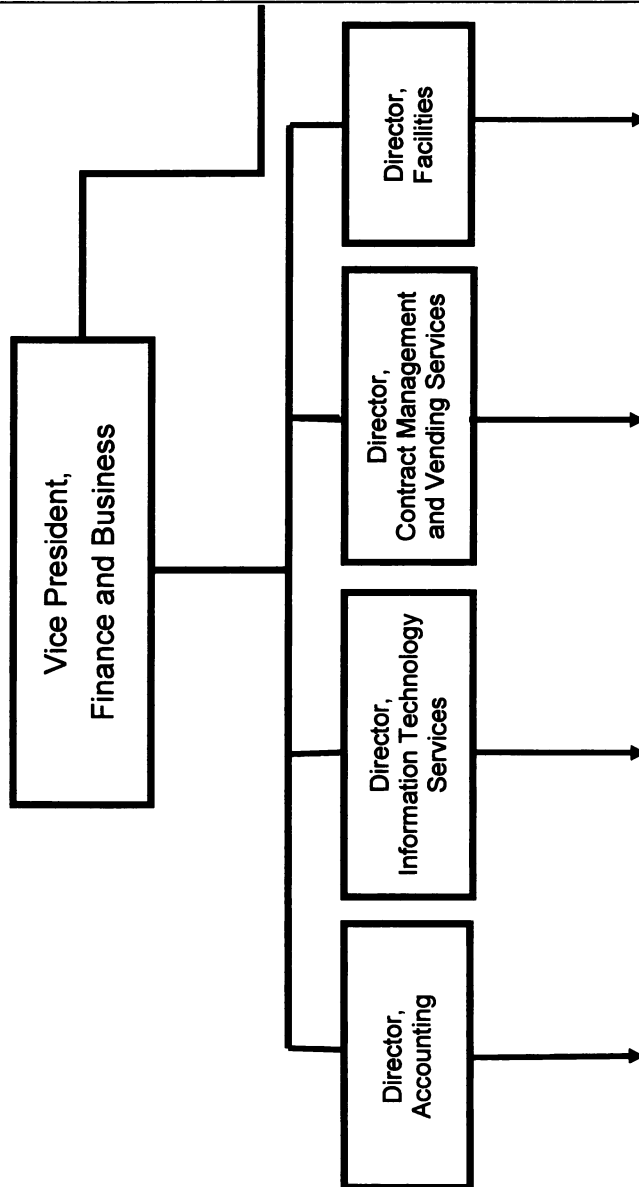 Vice President,
Finance and Business
Director,
Accounting
Director,
Information Technology
Services
Director,
Contract Management
and Vending Services
Director,
Facilities